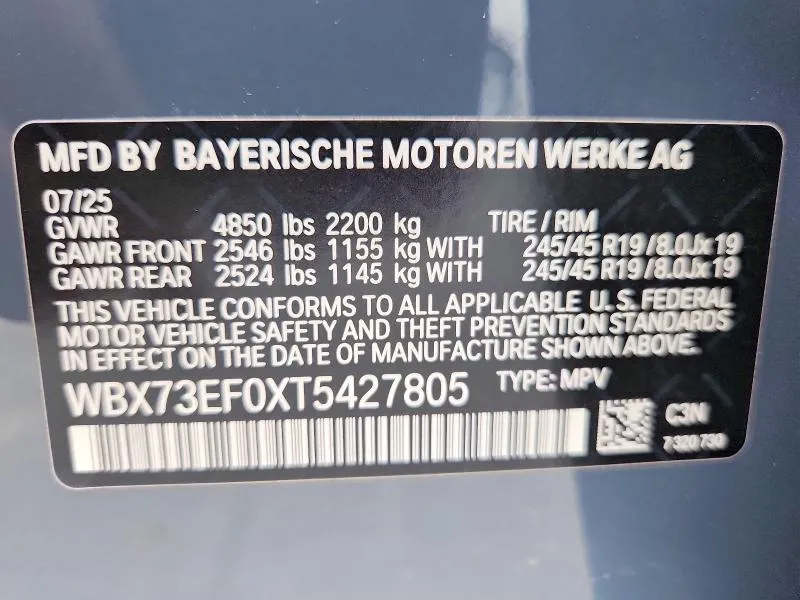 MFD BY BAYERISCHE MOTOREN WERKE AG
07/25
GVWR 4850 lbs 2200 kg TIRE / RIM
GAWR FRONT 2546 lbs 1155 kg WITH 245/45 R19 / 8.0Jx19
GAWR REAR 2524 lbs 1145 kg WITH 245/45 R19 / 8.0Jx19
THIS VEHICLE CONFORMS TO ALL APPLICABLE U.S. FEDERAL
MOTOR VEHICLE SAFETY AND THEFT PREVENTION STANDARDS
IN EFFECT ON THE DATE OF MANUFACTURE SHOWN ABOVE.
WBX73EF0XT5427805 TYPE: MPV
C3N
7 320 730